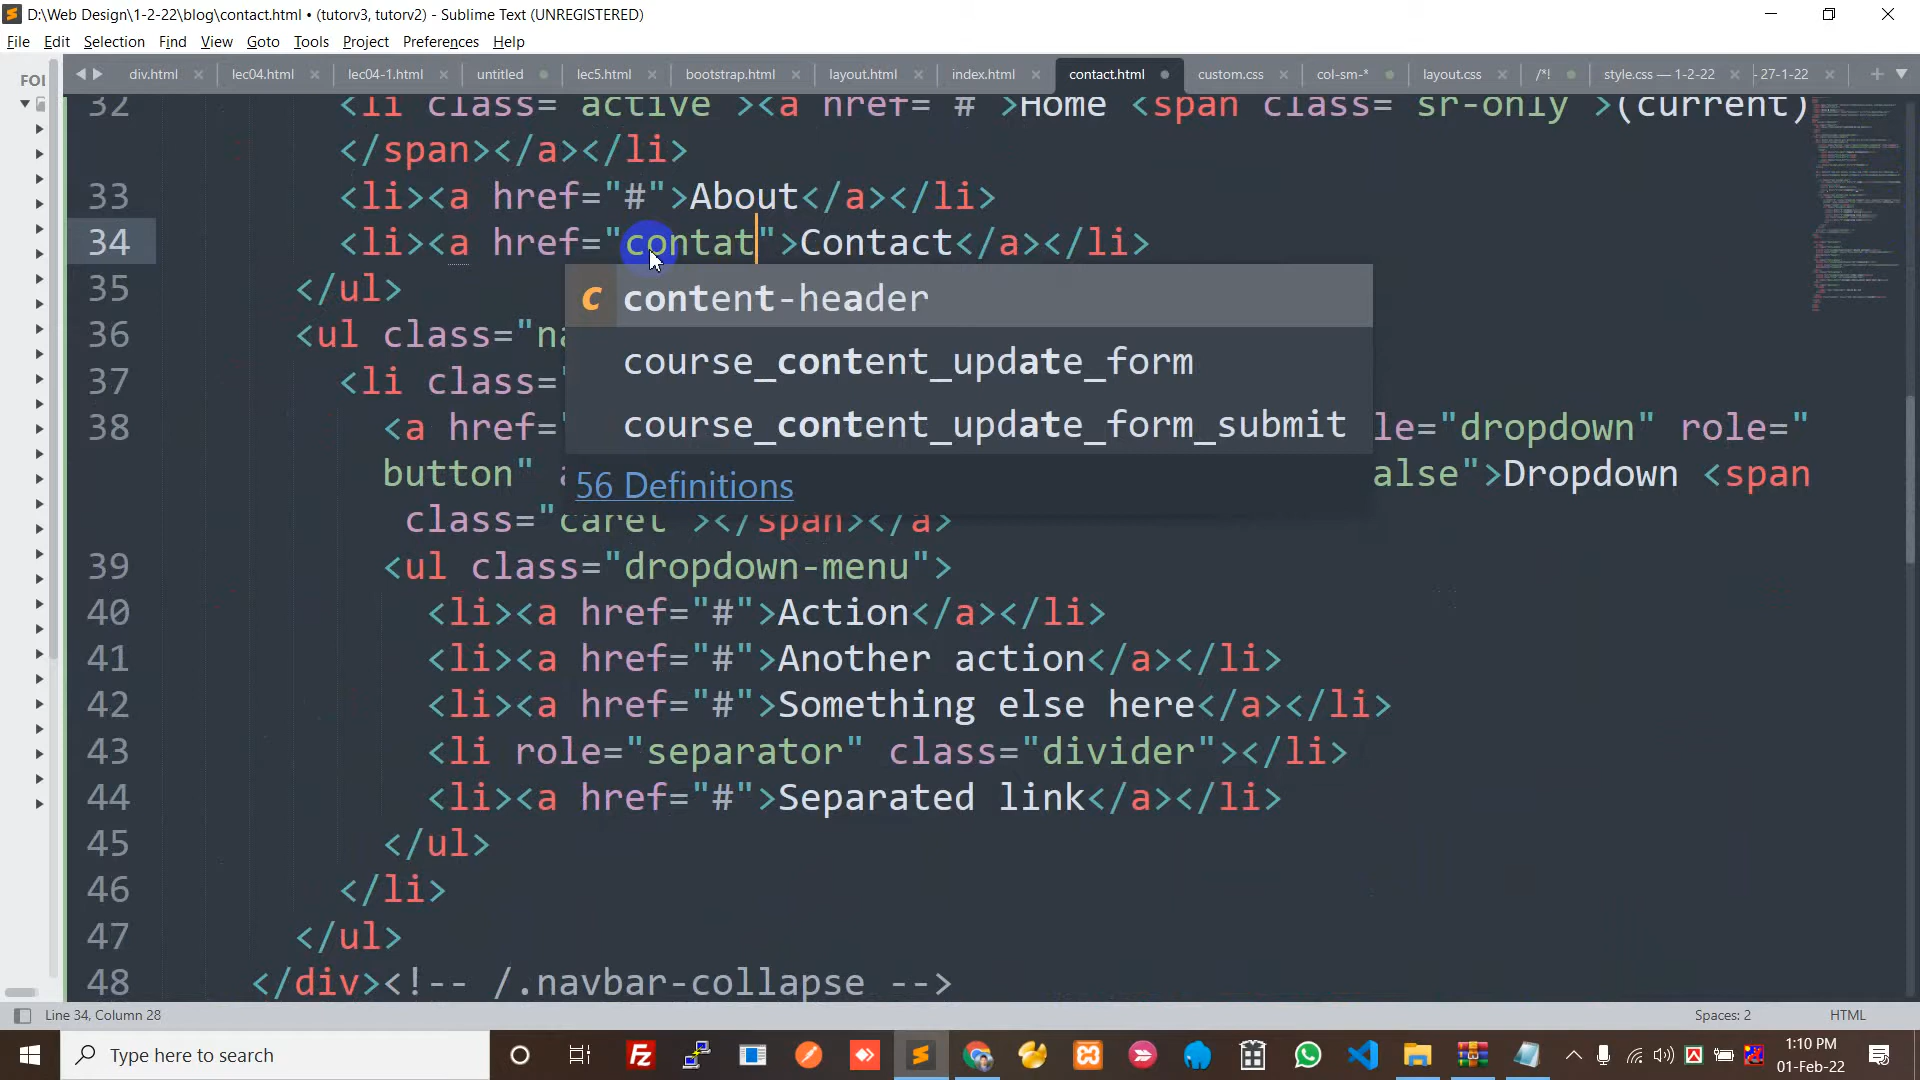 D:\Web Design\1-2-22\blog\contact.html • (tutorv3, tutorv2) - Sublime Text (UNREGISTERED)
File Edit Selection Find View Goto Tools Project Preferences Help
FOI
div.html lec04.html lec04-1.html untitled lec5.html bootstrap.html layout.html index.html contact.html custom.css col-sm-* layout.css /*! style.css — 1-2-22 - 27-1-22
32 <li class="active"><a href="#">Home <span class="sr-only">(current)
</span></a></li>
33 <li><a href="#">About</a></li>
34 <li><a href="contat">Contact</a></li>
c content-header
course_content_update_form
course_content_update_form_submit
56 Definitions
35 </ul>
36 <ul class="na
37 <li class="
38 <a href="le="dropdown" role="
button" alse">Dropdown <span
class="caret"></span></a>
39 <ul class="dropdown-menu">
40 <li><a href="#">Action</a></li>
41 <li><a href="#">Another action</a></li>
42 <li><a href="#">Something else here</a></li>
43 <li role="separator" class="divider"></li>
44 <li><a href="#">Separated link</a></li>
45 </ul>
46 </li>
47 </ul>
48 </div><!-- /.navbar-collapse -->
Line 34, Column 28 Spaces: 2 HTML
Type here to search
1:10 PM
01-Feb-22